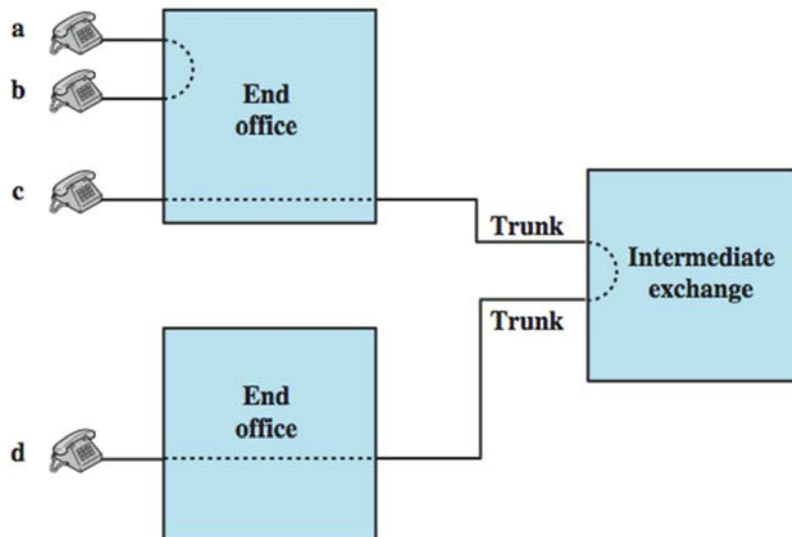 a
b
End
office
c
Trunk
Intermediate
exchange
Trunk
End
office
d